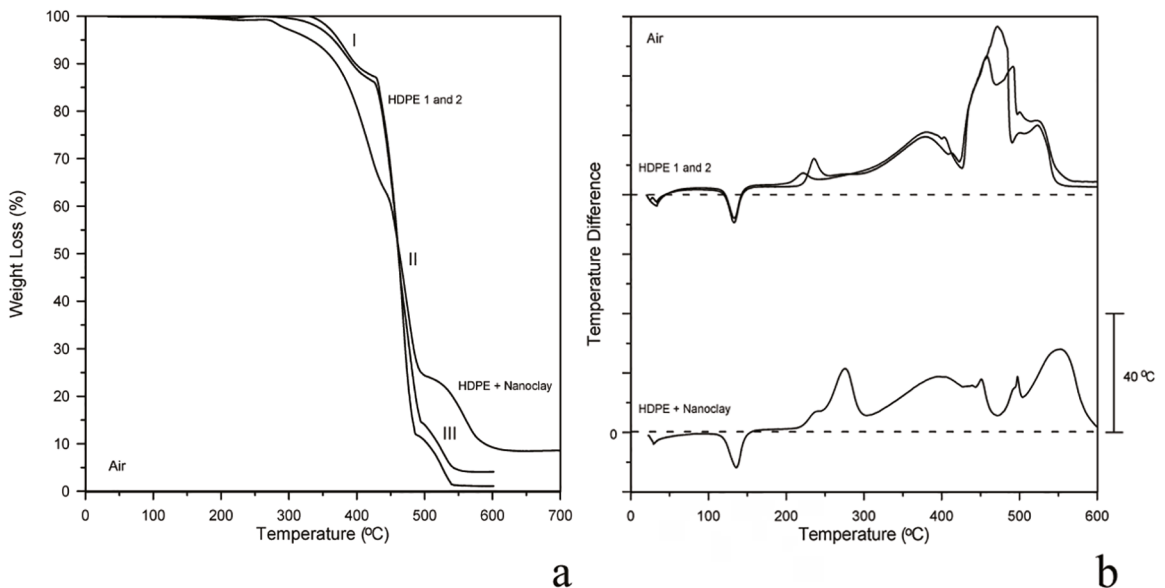 100
90
80
70
60
50
40
30
20
10
0
Weight Loss (%)
I
HDPE 1 and 2
II
HDPE + Nanoclay
III
Air
0 100 200 300 400 500 600 700
Temperature (ºC)
a
Air
HDPE 1 and 2
Temperature Difference
40 ºC
HDPE + Nanoclay
0
0 100 200 300 400 500 600
Temperature (ºC)
b